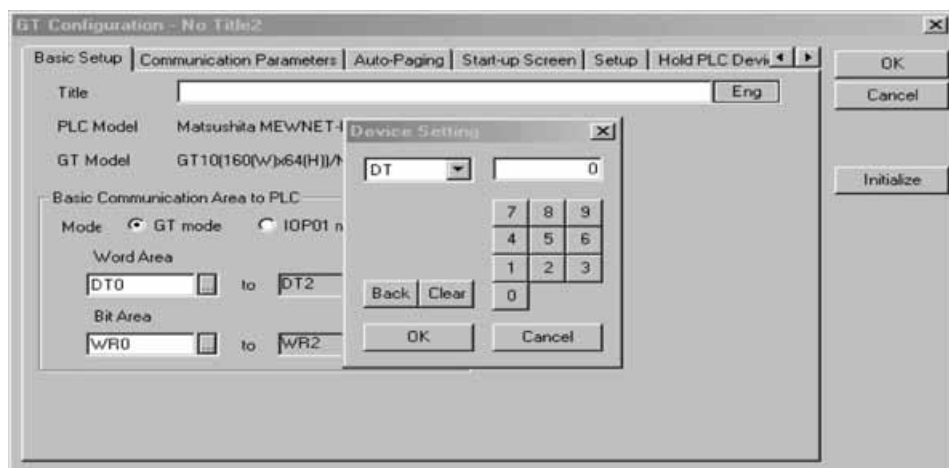 GT Configuration - No Title2
Basic Setup Communication Parameters Auto-Paging Start-up Screen Setup Hold PLC Devi
OK
Cancel
Initialize
Title Eng
PLC Model Matsushita MEWNET-
GT Model GT10(160(W)x64(H))/
Basic Communication Area to PLC
Mode GT mode IOP01
Word Area
DT0 ... to DT2
Bit Area
WR0 ... to WR2
Device Setting
DT 0
7 8 9
4 5 6
1 2 3
Back Clear 0
OK Cancel